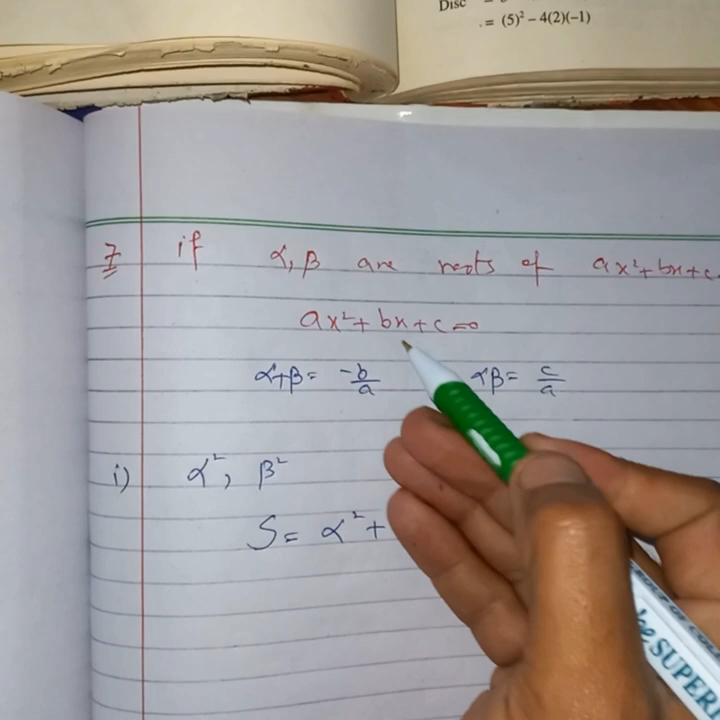 Disc =
= (5)² − 4(2)(−1)
7 if α, β are roots of ax²+bx+c
ax²+bx+c=0
α+β= -b/a αβ= c/a
i) α², β²
S= α²+
SUPER